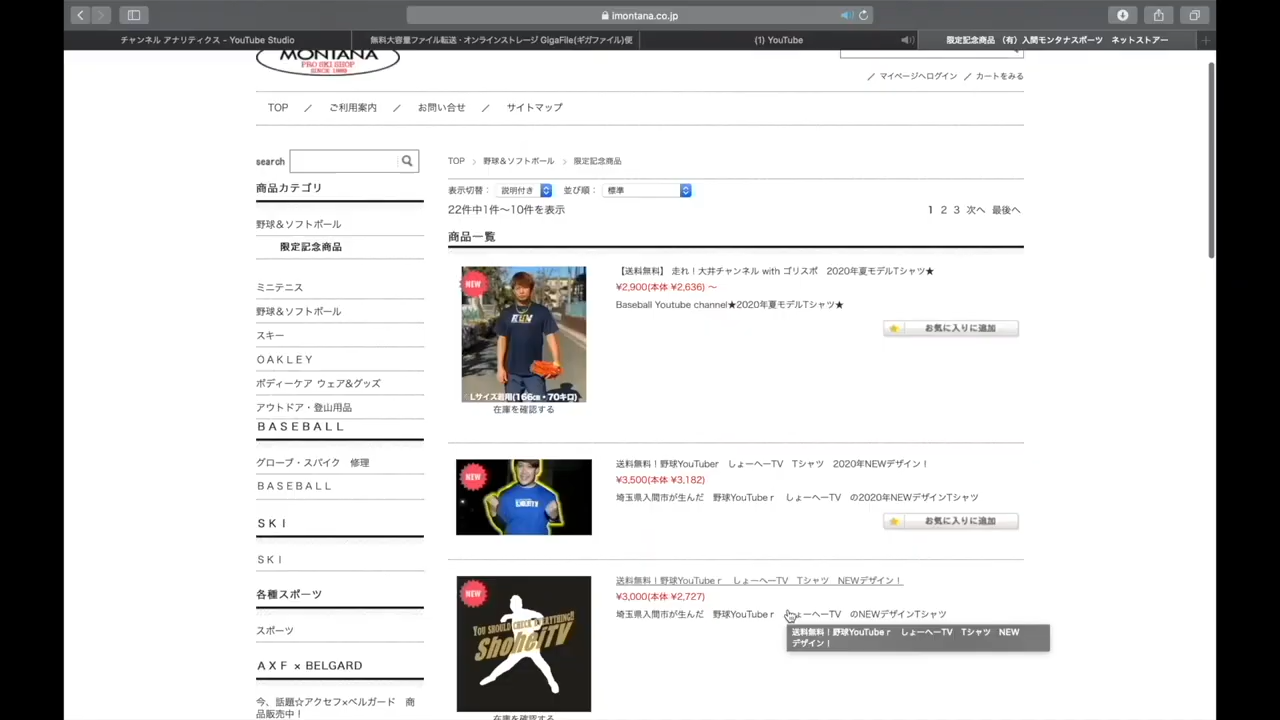 imontana.co.jp
チャンネル アナリティクス - YouTube Studio
無料大容量ファイル転送・オンラインストレージ GigaFile(ギガファイル)便
(1) YouTube
限定記念商品 (有)入間モンタナスポーツ ネットストアー
MONTANA
PRO SKI SHOP
／ マイページへログイン ／ カートをみる
TOP ／ ご利用案内 ／ お問い合せ ／ サイトマップ
search
商品カテゴリ
野球&ソフトボール
限定記念商品
ミニテニス
野球&ソフトボール
スキー
OAKLEY
ボディーケア ウェア&グッズ
アウトドア・登山用品
BASEBALL
グローブ・スパイク 修理
BASEBALL
SKI
SKI
各種スポーツ
スポーツ
AXF × BELGARD
今、話題☆アクセフ×ベルガード 商
品販売中！
TOP > 野球&ソフトボール > 限定記念商品
表示切替： 説明付き 並び順： 標準
22件中1件～10件を表示
1 2 3 次へ 最後へ
商品一覧
NEW
RUN
Lサイズ着用(166㎝・70キロ)
在庫を確認する
【送料無料】 走れ！大井チャンネル with ゴリスポ 2020年夏モデルTシャツ★
¥2,900(本体 ¥2,636) ～
Baseball Youtube channel★2020年夏モデルTシャツ★
お気に入りに追加
NEW
送料無料！野球YouTuber しょーへーTV Tシャツ 2020年NEWデザイン！
¥3,500(本体 ¥3,182)
埼玉県入間市が生んだ 野球YouTubeｒ しょーへーTV の2020年NEWデザインTシャツ
お気に入りに追加
NEW
YOU SHOULD CHECK EVERYTHING!!
ShoheiTV
在庫を確認する
送料無料！野球YouTubeｒ しょーへーTV Tシャツ NEWデザイン！
¥3,000(本体 ¥2,727)
埼玉県入間市が生んだ 野球YouTubeｒ しょーへーTV のNEWデザインTシャツ
送料無料！野球YouTubeｒ しょーへーTV Tシャツ NEW
デザイン！